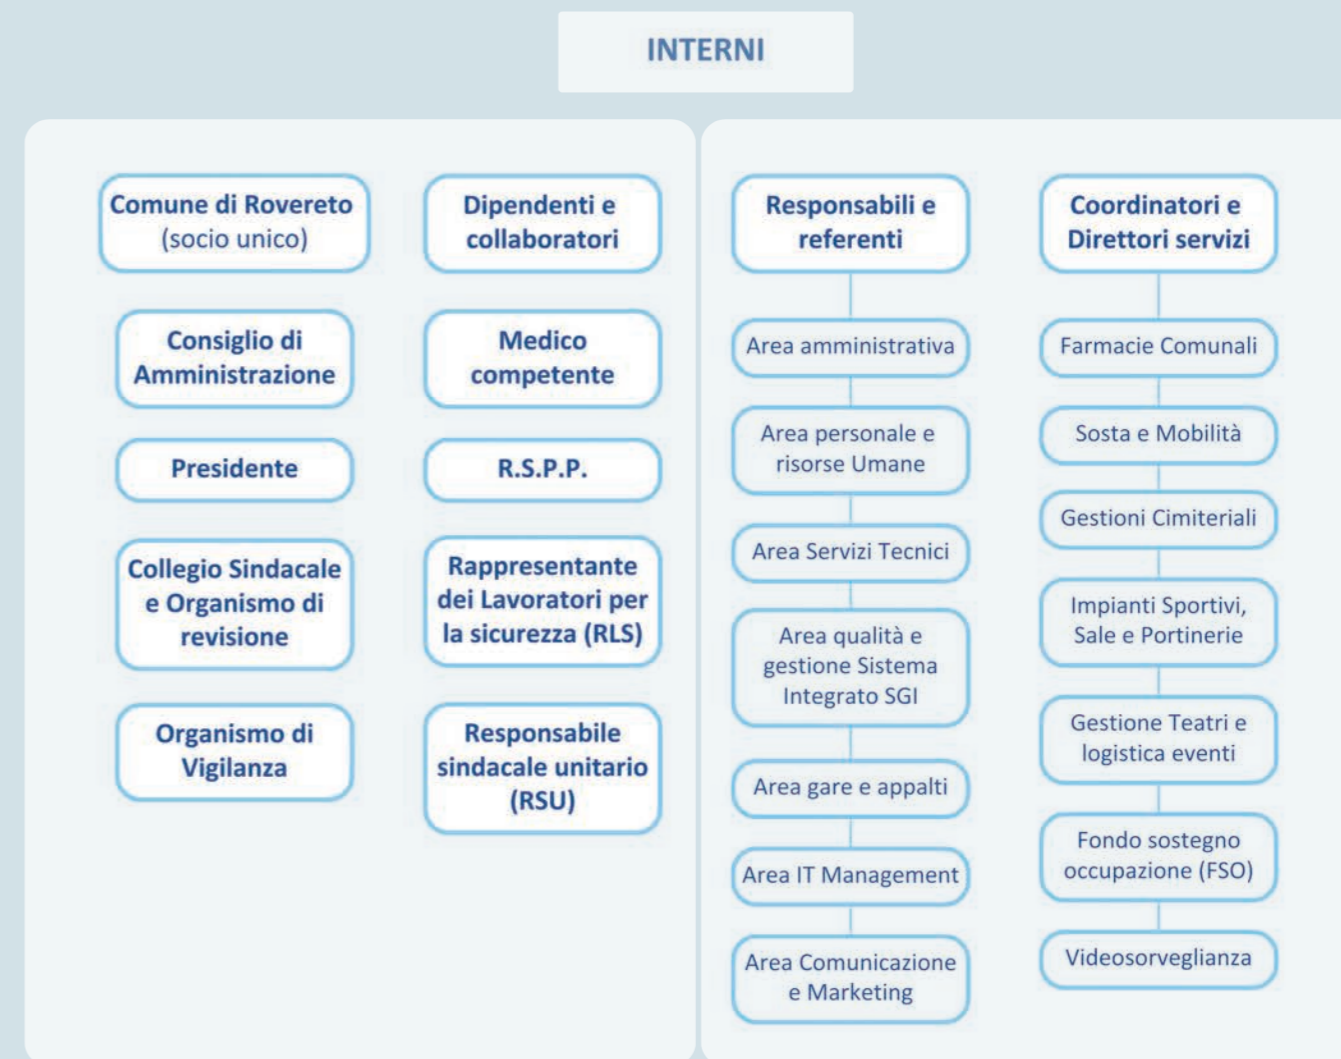 INTERNI
Comune di Rovereto
(socio unico)
Consiglio di
Amministrazione
Presidente
Collegio Sindacale
e Organismo di
revisione
Organismo di
Vigilanza
Dipendenti e
collaboratori
Medico
competente
R.S.P.P.
Rappresentante
dei Lavoratori per
la sicurezza (RLS)
Responsabile
sindacale unitario
(RSU)
Responsabili e
referenti
Area amministrativa
Area personale e
risorse Umane
Area Servizi Tecnici
Area qualità e
gestione Sistema
Integrato SGI
Area gare e appalti
Area IT Management
Area Comunicazione
e Marketing
Coordinatori e
Direttori servizi
Farmacie Comunali
Sosta e Mobilità
Gestioni Cimiteriali
Impianti Sportivi,
Sale e Portinerie
Gestione Teatri e
logistica eventi
Fondo sostegno
occupazione (FSO)
Videosorveglianza